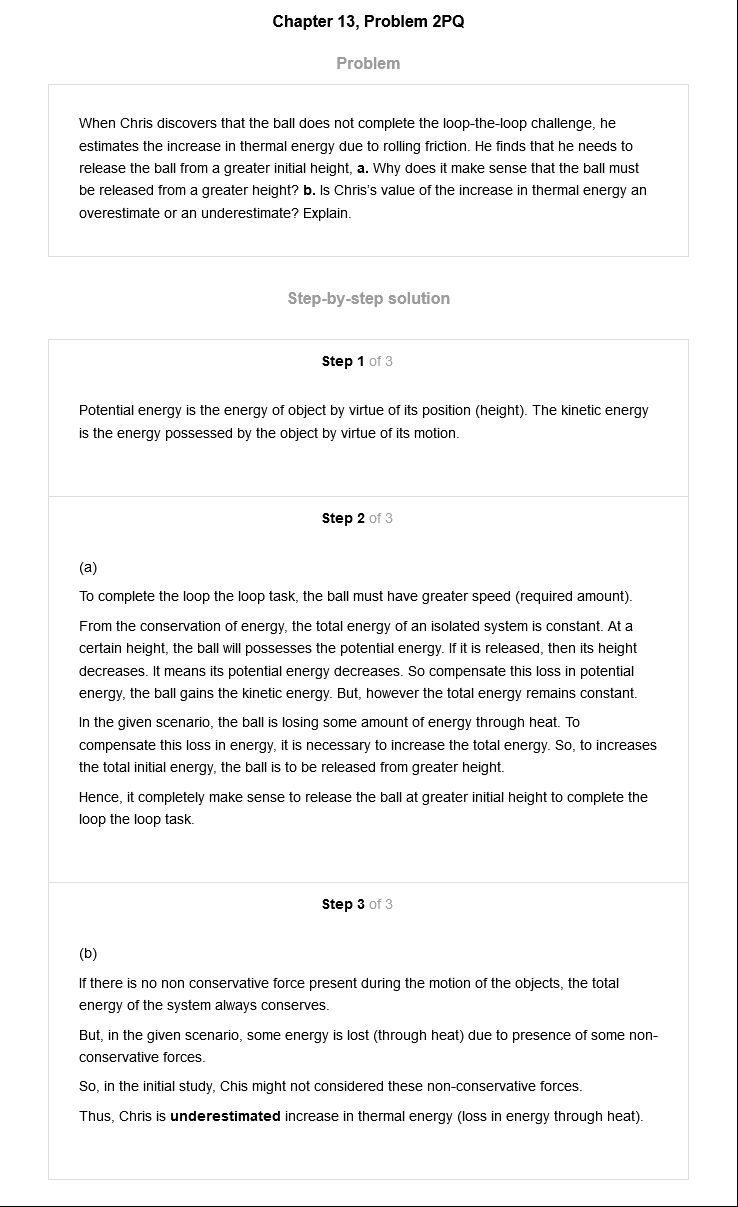 Chapter 13, Problem 2PQ
Problem
When Chris discovers that the ball does not complete the loop-the-loop challenge, he
estimates the increase in thermal energy due to rolling friction. He finds that he needs to
release the ball from a greater initial height, a. Why does it make sense that the ball must
be released from a greater height? b. Is Chris's value of the increase in thermal energy an
overestimate or an underestimate? Explain.
Step-by-step solution
Step 1 of 3
Potential energy is the energy of object by virtue of its position (height). The kinetic energy
is the energy possessed by the object by virtue of its motion.
Step 2 of 3
(a)
To complete the loop the loop task, the ball must have greater speed (required amount).
From the conservation of energy, the total energy of an isolated system is constant. At a
certain height, the ball will possesses the potential energy. If it is released, then its height
decreases. It means its potential energy decreases. So compensate this loss in potential
energy, the ball gains the kinetic energy. But, however the total energy remains constant.
In the given scenario, the ball is losing some amount of energy through heat. To
compensate this loss in energy, it is necessary to increase the total energy. So, to increases
the total initial energy, the ball is to be released from greater height.
Hence, it completely make sense to release the ball at greater initial height to complete the
loop the loop task.
Step 3 of 3
(b)
If there is no non conservative force present during the motion of the objects, the total
energy of the system always conserves.
But, in the given scenario, some energy is lost (through heat) due to presence of some non-
conservative forces.
So, in the initial study, Chis might not considered these non-conservative forces.
Thus, Chris is underestimated increase in thermal energy (loss in energy through heat).